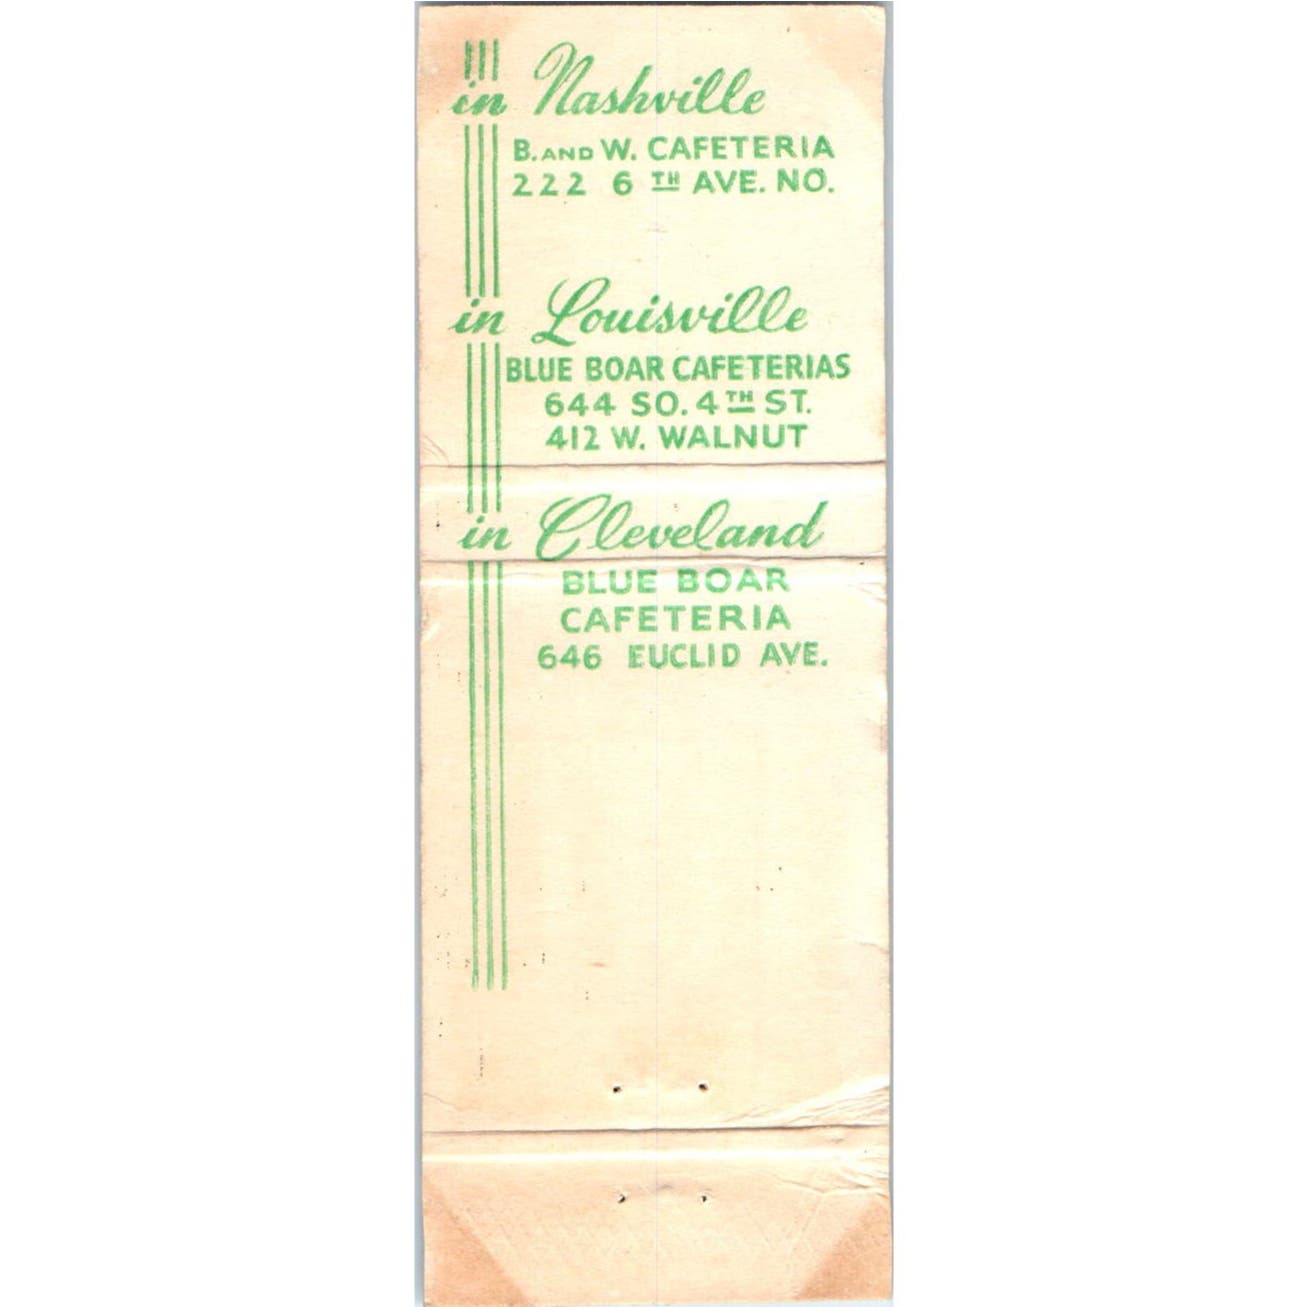 in Nashville
B. AND W. CAFETERIA
222 6TH AVE. NO.
in Louisville
BLUE BOAR CAFETERIAS
644 SO. 4TH ST.
412 W. WALNUT
in Cleveland
BLUE BOAR
CAFETERIA
646 EUCLID AVE.